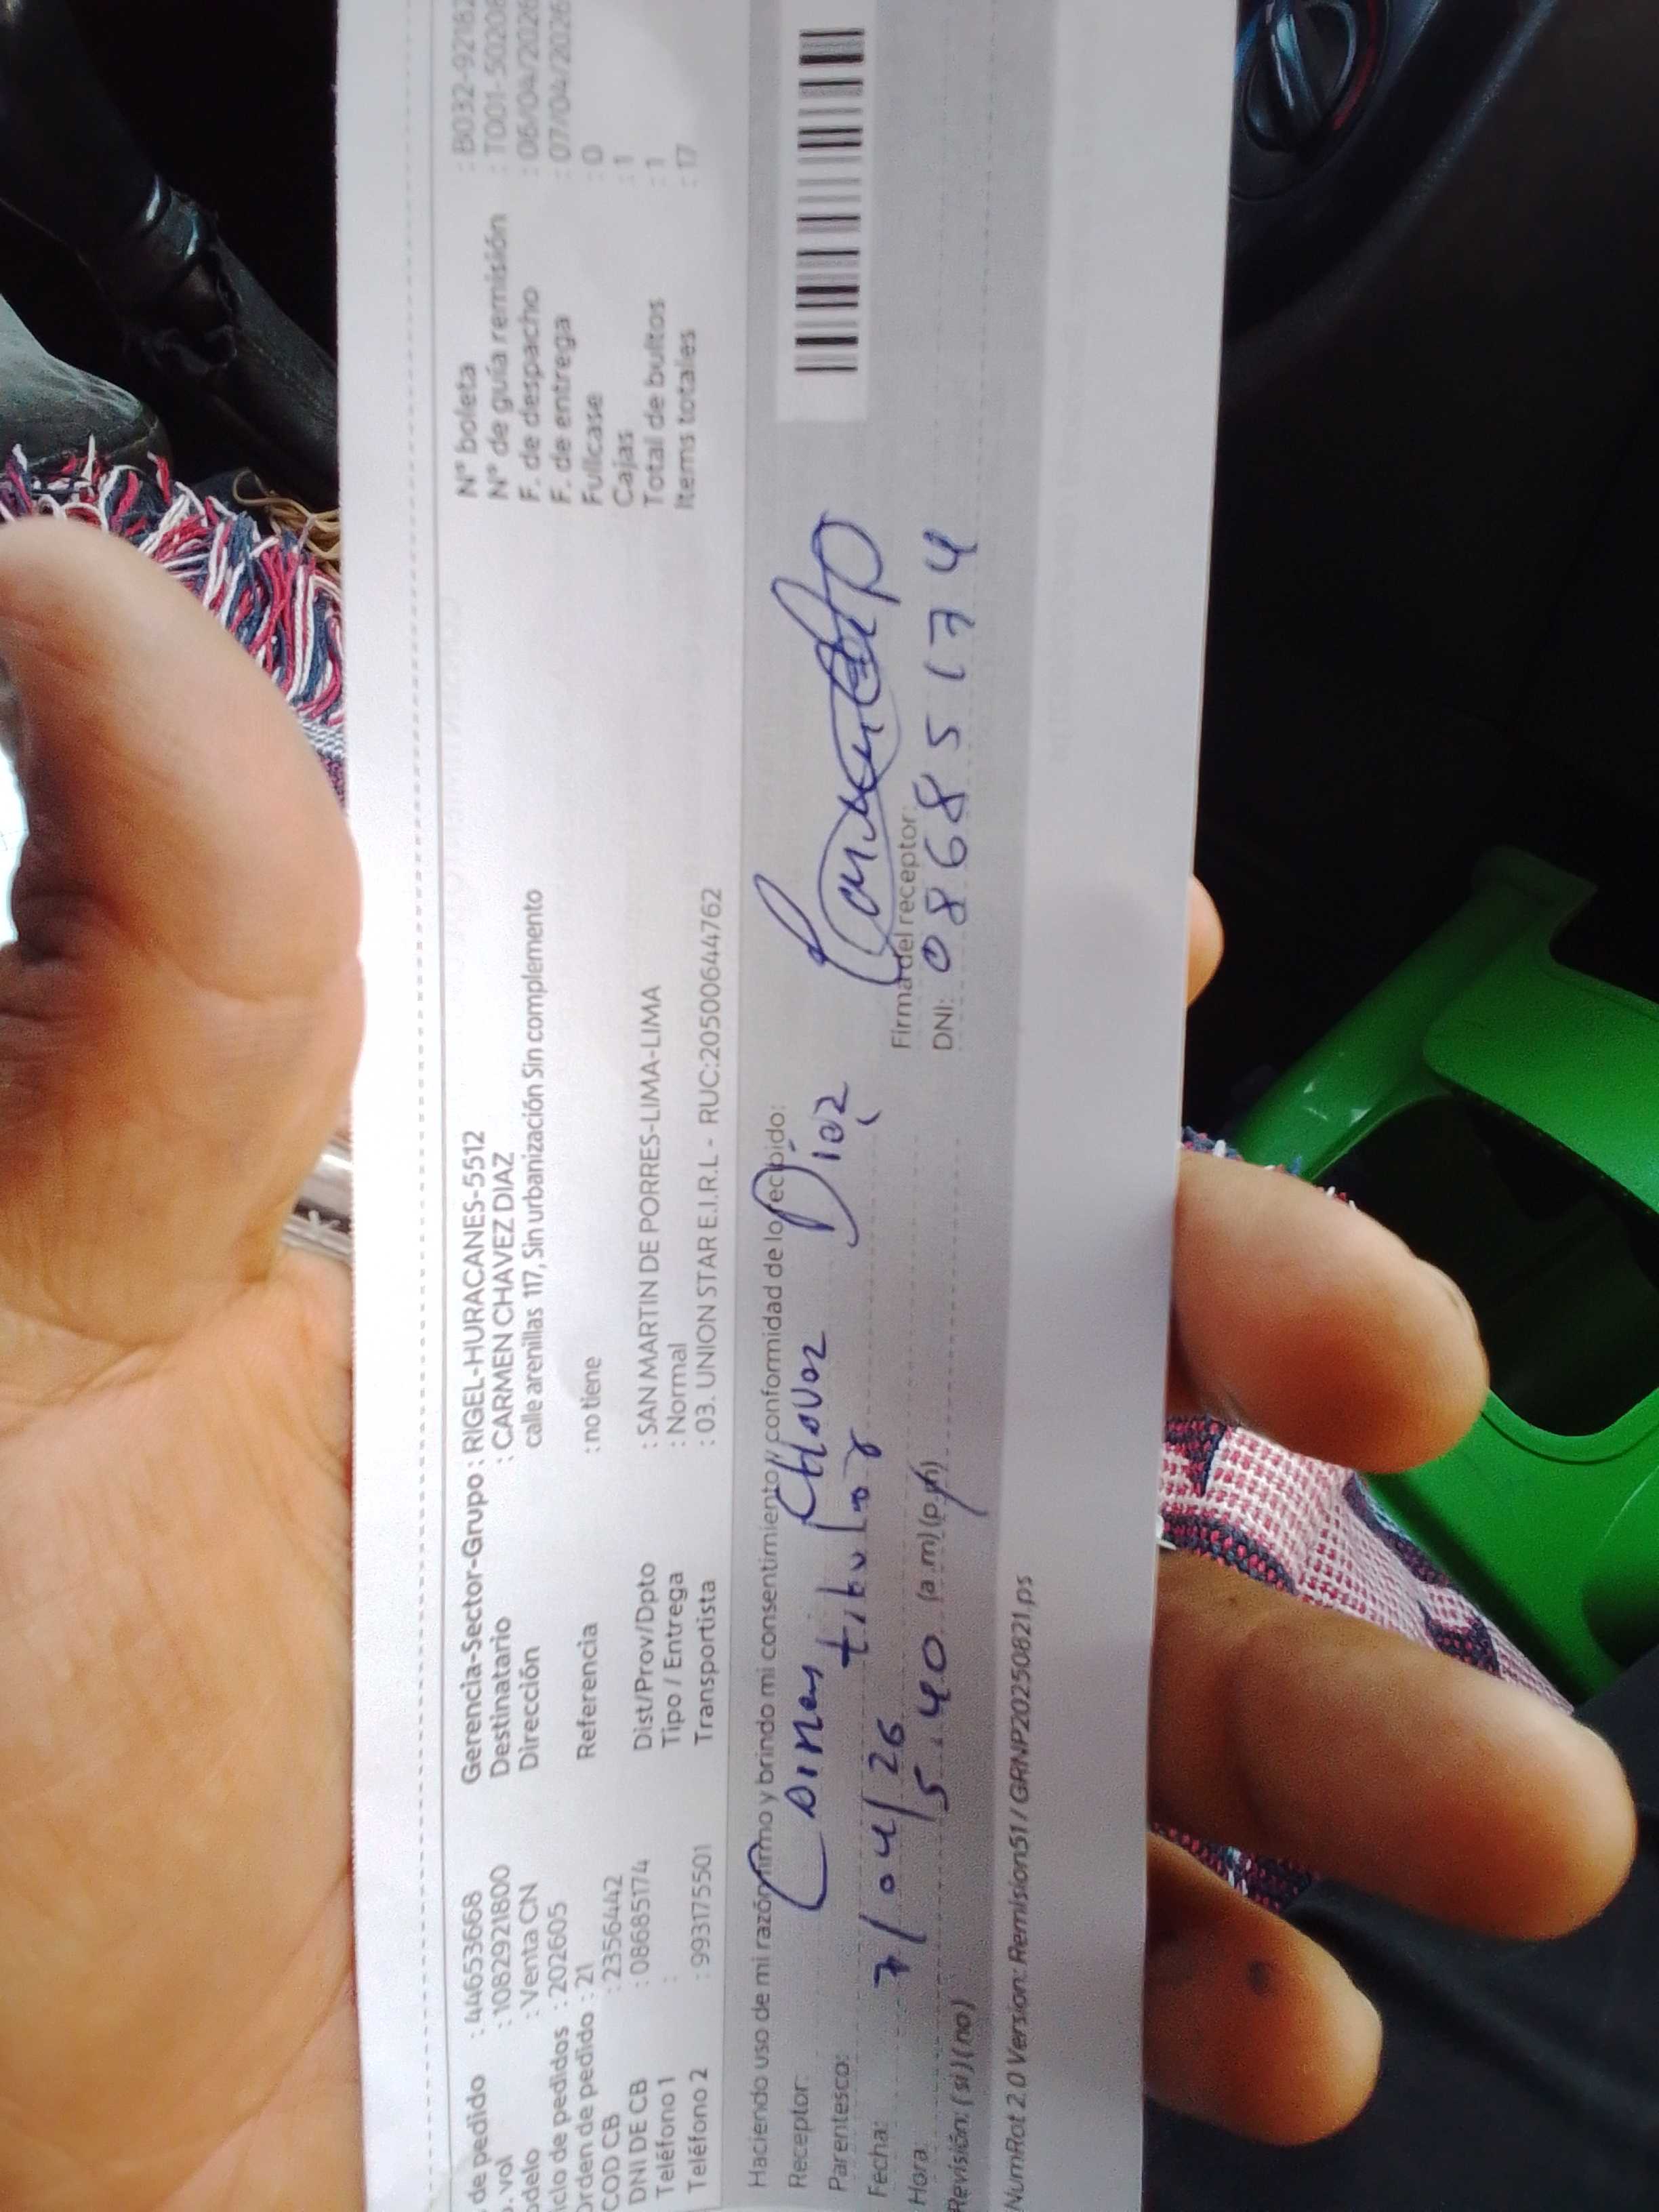 de pedido : 44653668
vol : 1082921800
delo : Venta CN
iclo de pedidos : 202605
Orden de pedido : 21
COD CB : 2356442
DNI DE CB : 08685174
Teléfono 1 :
Teléfono 2 : 993175501
Gerencia-Sector-Grupo : RIGEL-HURACANES-5512
Destinatario : CARMEN CHAVEZ DIAZ
Dirección calle arenillas 117, Sin urbanización Sin complemento
Referencia : no tiene
Dist/Prov/Dpto : SAN MARTIN DE PORRES-LIMA-LIMA
Tipo / Entrega : Normal
Transportista : 03. UNION STAR E.I.R.L - RUC:20500644762
N° boleta : B032-92182
N° de guía remisión : T001-50208
F. de despacho : 06/04/2026
F. de entrega : 07/04/2026
Fullcase : 0
Cajas : 1
Total de bultos : 1
Items totales : 17
Haciendo uso de mi razón firmo y brindo mi consentimiento y conformidad de lo recibido:
Receptor: Carmen Chavez Diaz
Parentesco: titular
Fecha: 7/04/26
Hora: 5:40 (a.m) (p.m)
Revisión: (si) (no)
Firma del receptor:
DNI: 08685174
NumRot 2.0 Version: Remision51 / GRNP20250821.ps